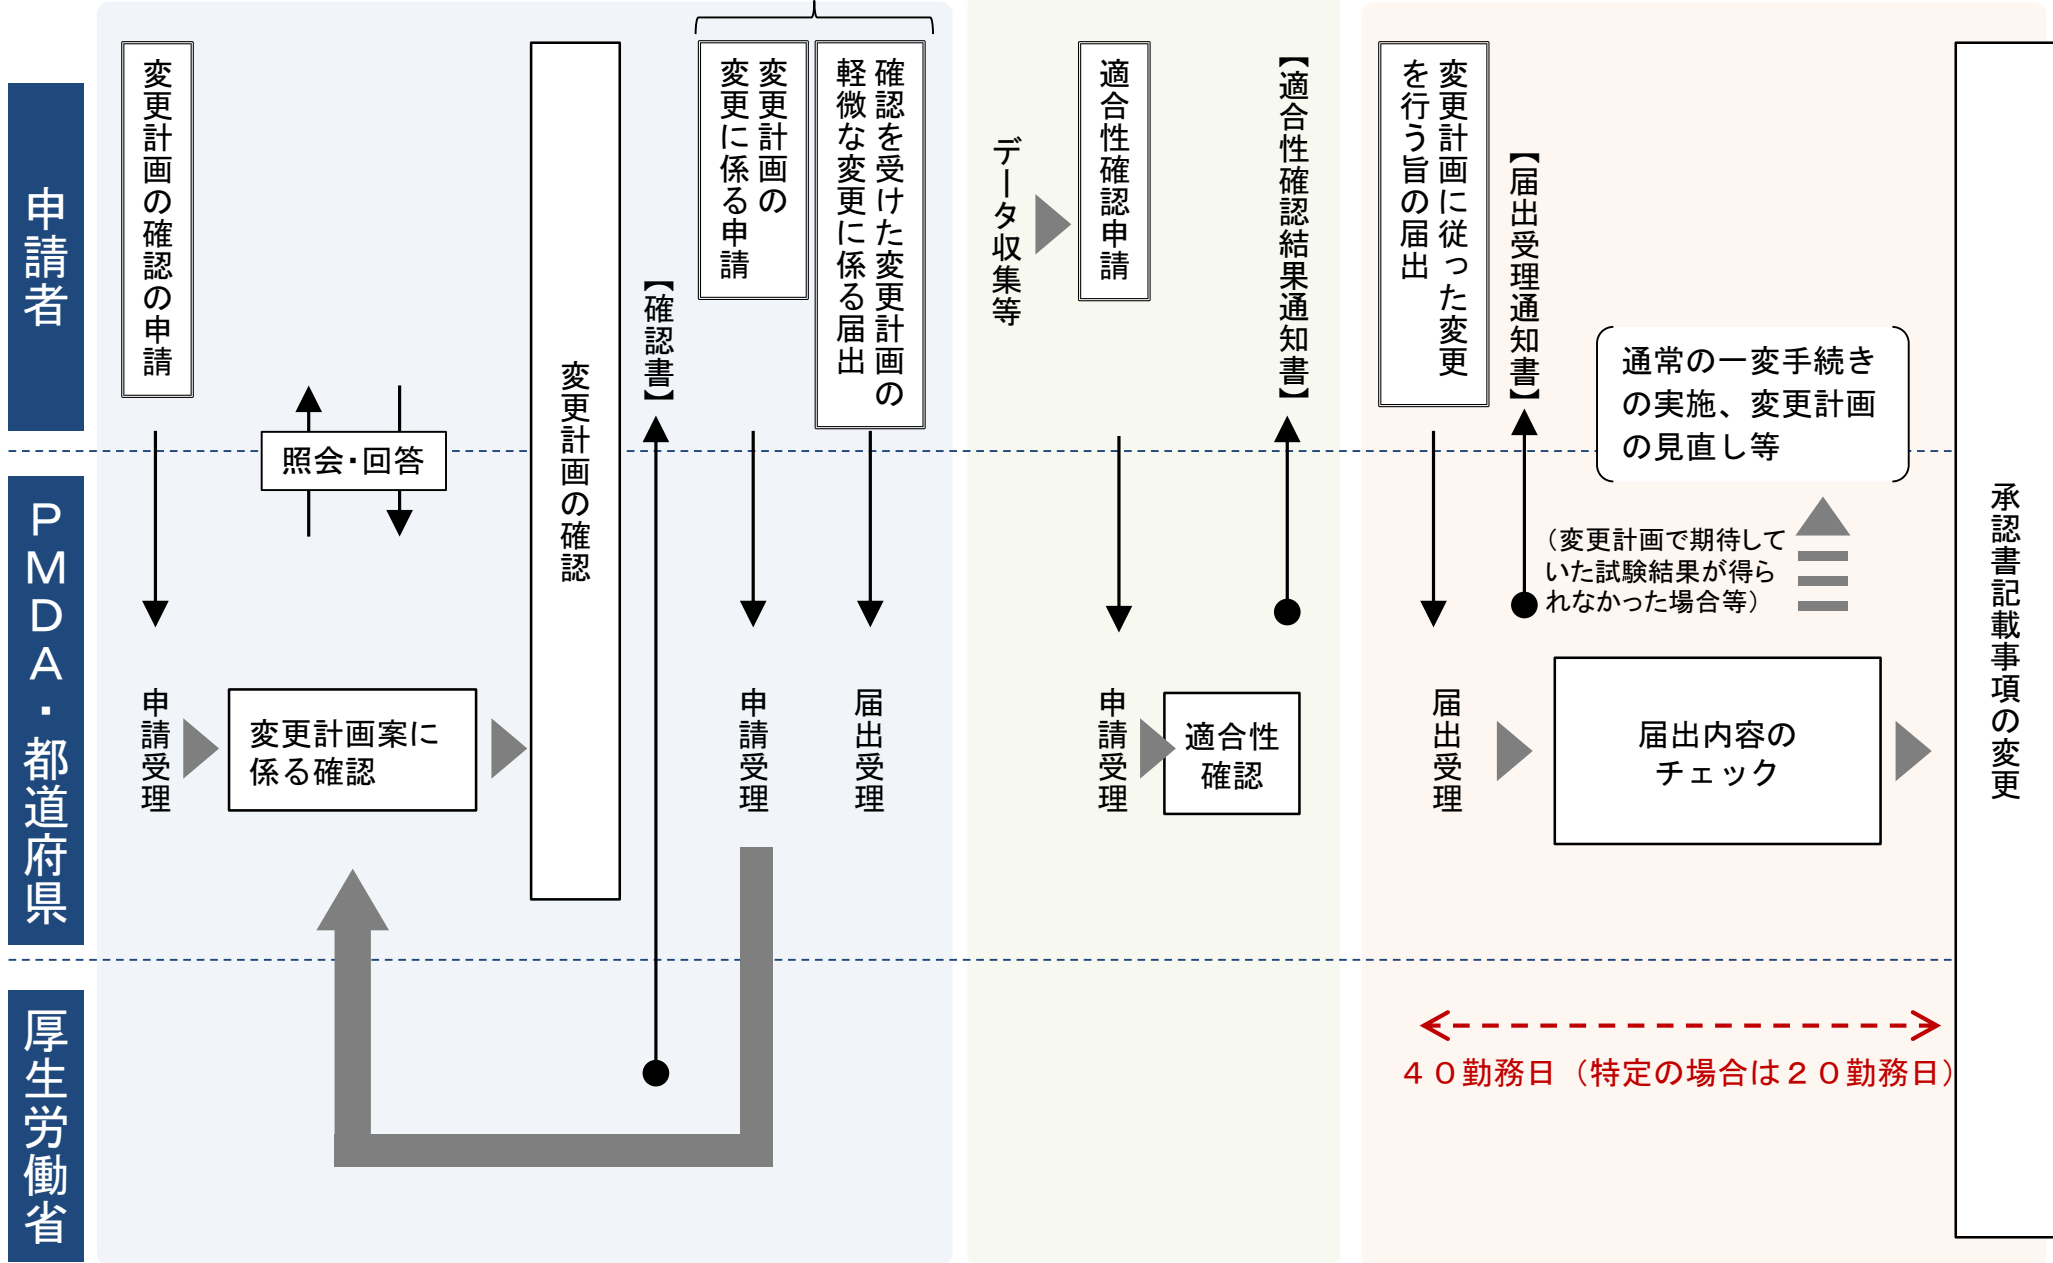 申請者
PMDA・都道府県
厚生労働省
変更計画の確認の申請
照会・回答
申請受理
変更計画案に
係る確認
変更計画の確認
【確認書】
変更計画の
変更に係る申請
確認を受けた変更計画の
軽微な変更に係る届出
申請受理
届出受理
データ収集等
適合性確認申請
【適合性確認結果通知書】
申請受理
適合性
確認
変更計画に従った変更
を行う旨の届出
【届出受理通知書】
通常の一変手続き
の実施、変更計画
の見直し等
（変更計画で期待して
いた試験結果が得ら
れなかった場合等）
届出受理
届出内容の
チェック
４０勤務日（特定の場合は２０勤務日）
承認書記載事項の変更